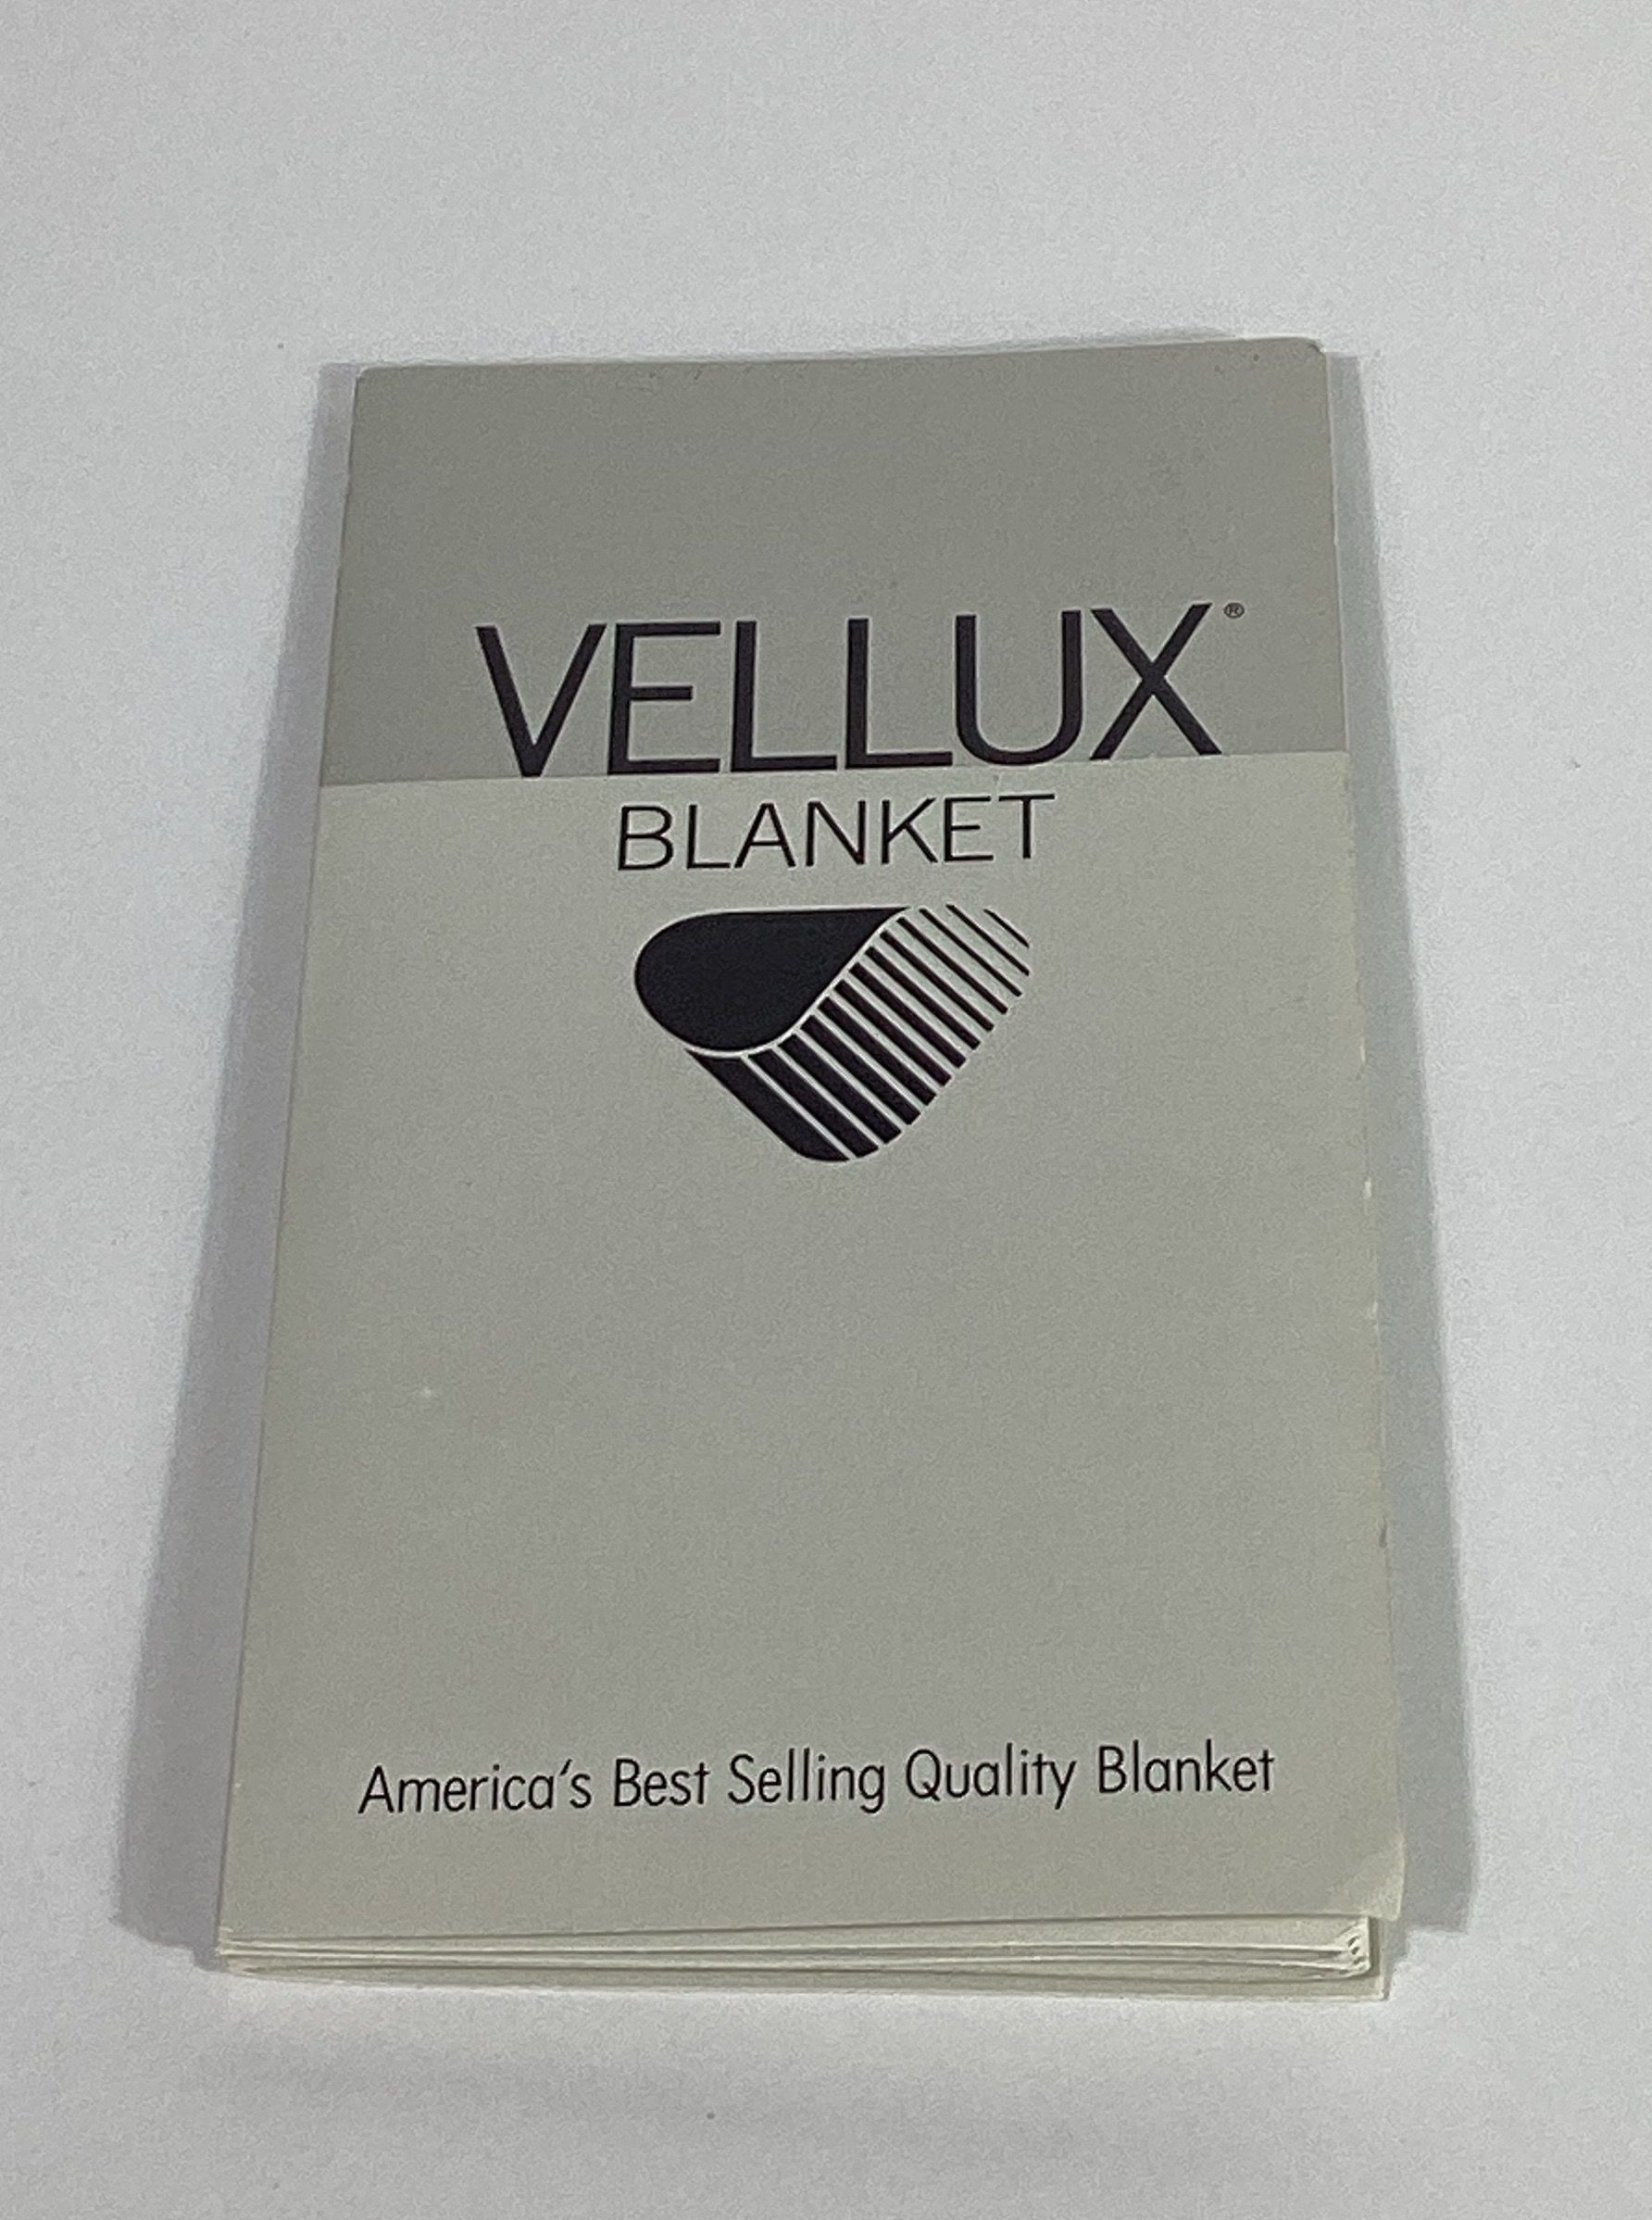 VELLUX®
BLANKET
America's Best Selling Quality Blanket